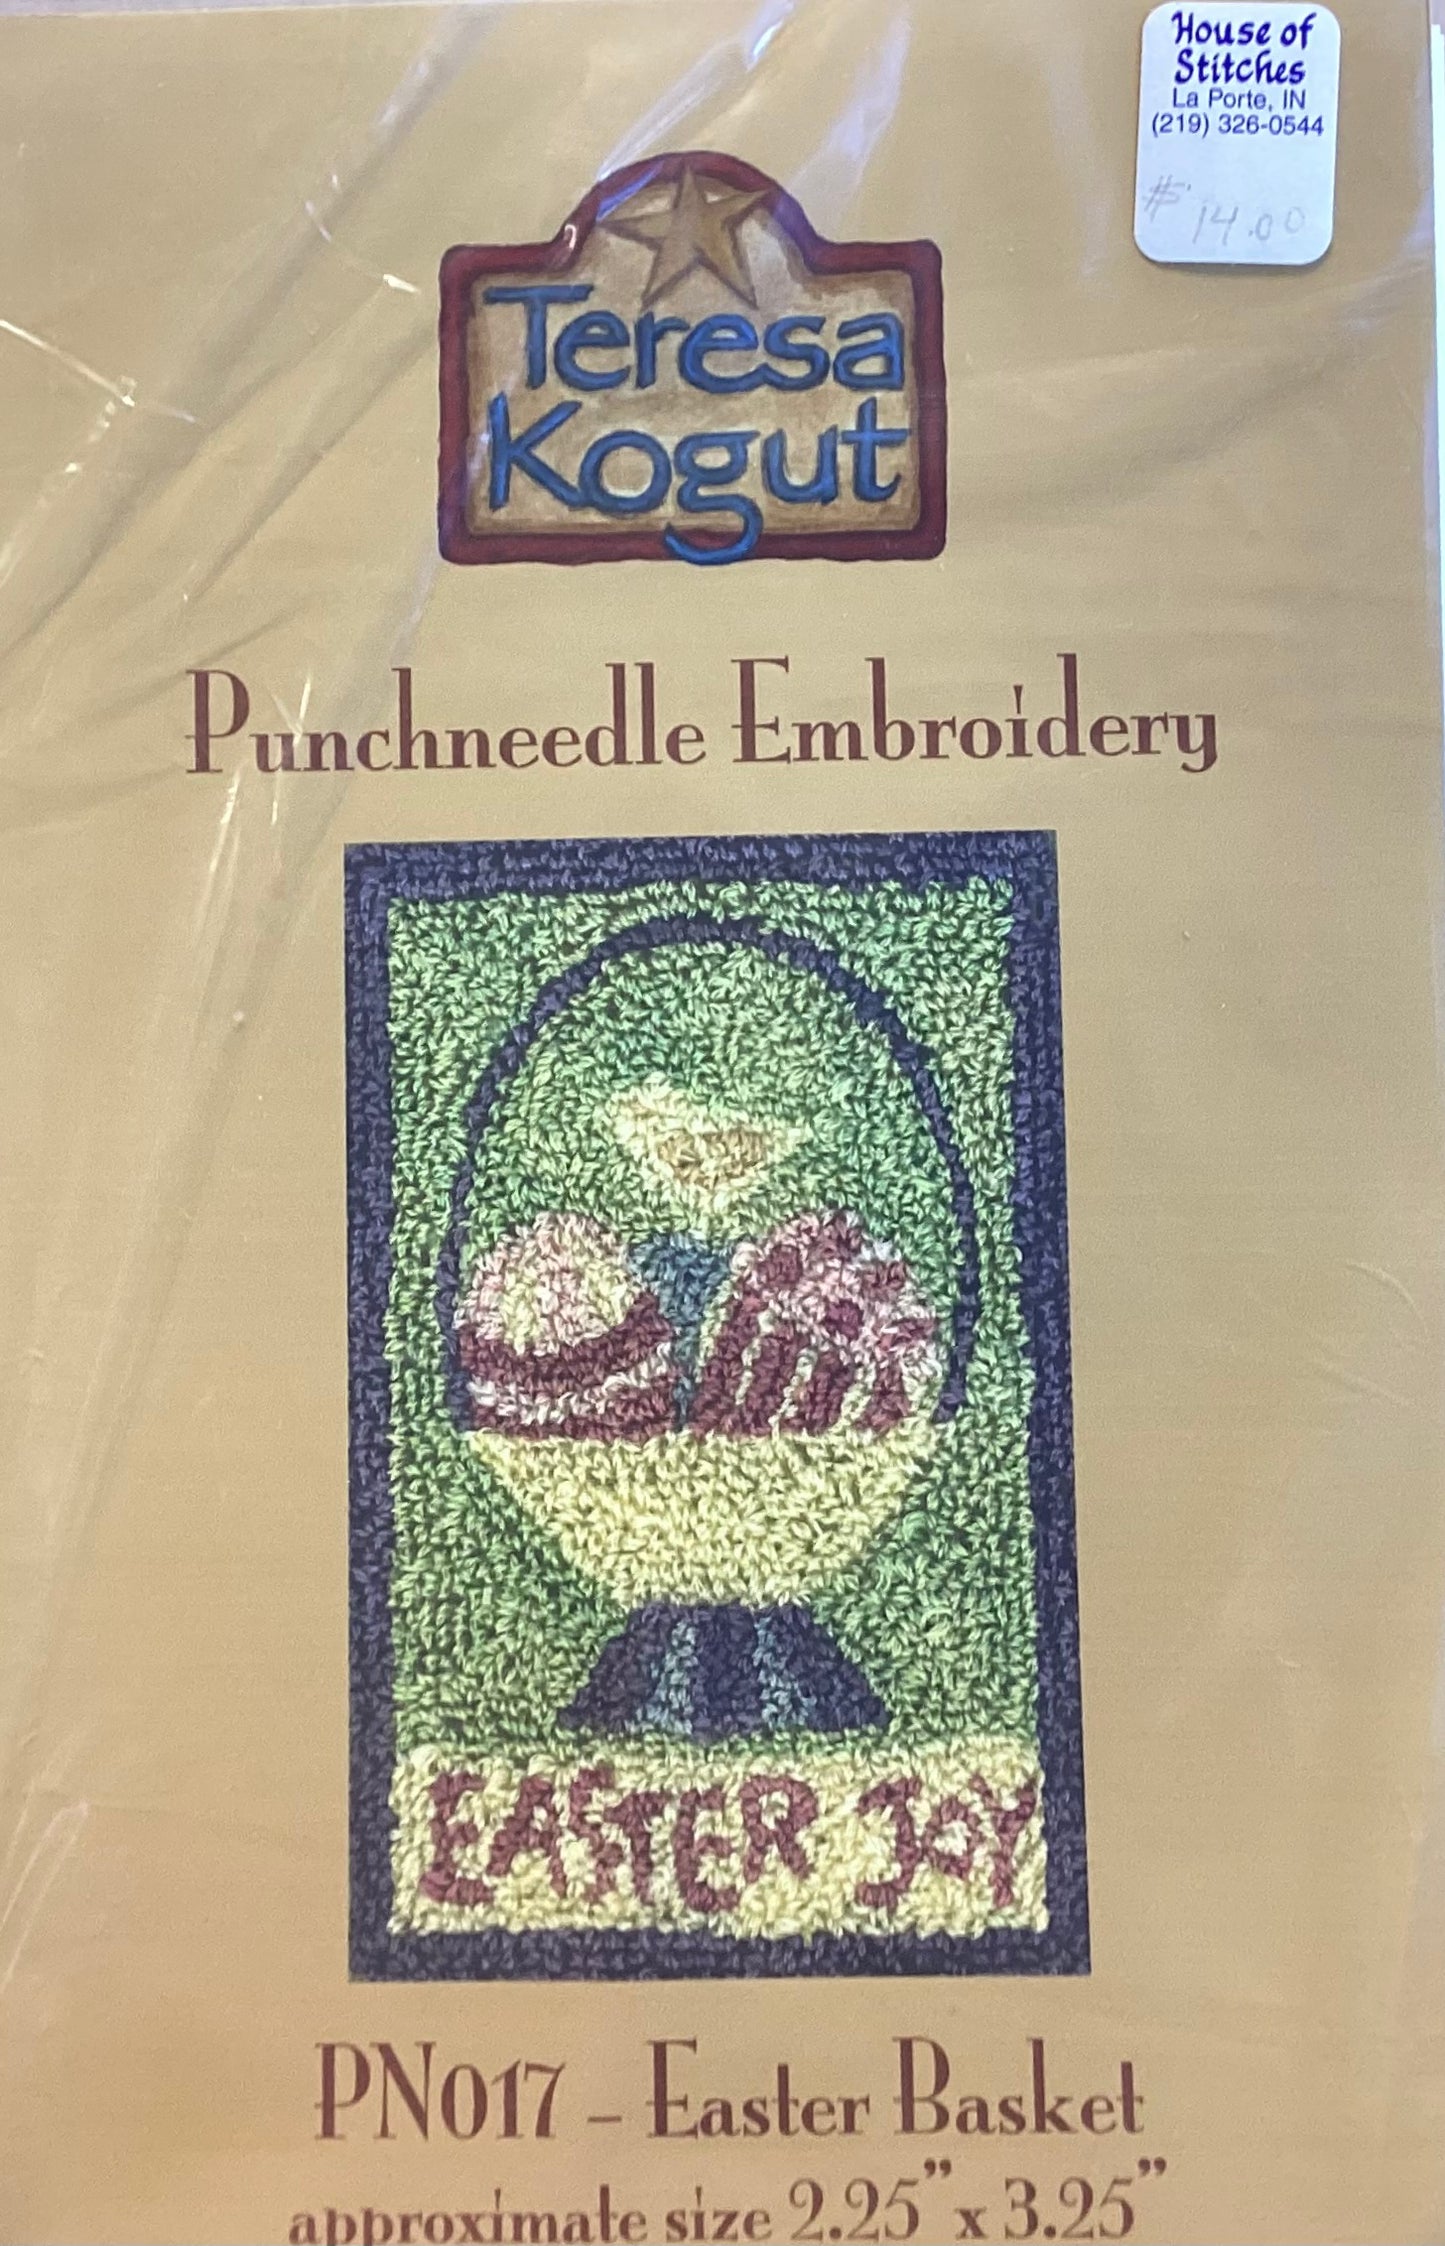 House of
Stitches
La Porte, IN
(219) 326-0544
$
14.00
Teresa
Kogut
Punchneedle Embroidery
EASTER JOY
PN017 – Easter Basket
approximate size 2.25” x 3.25”